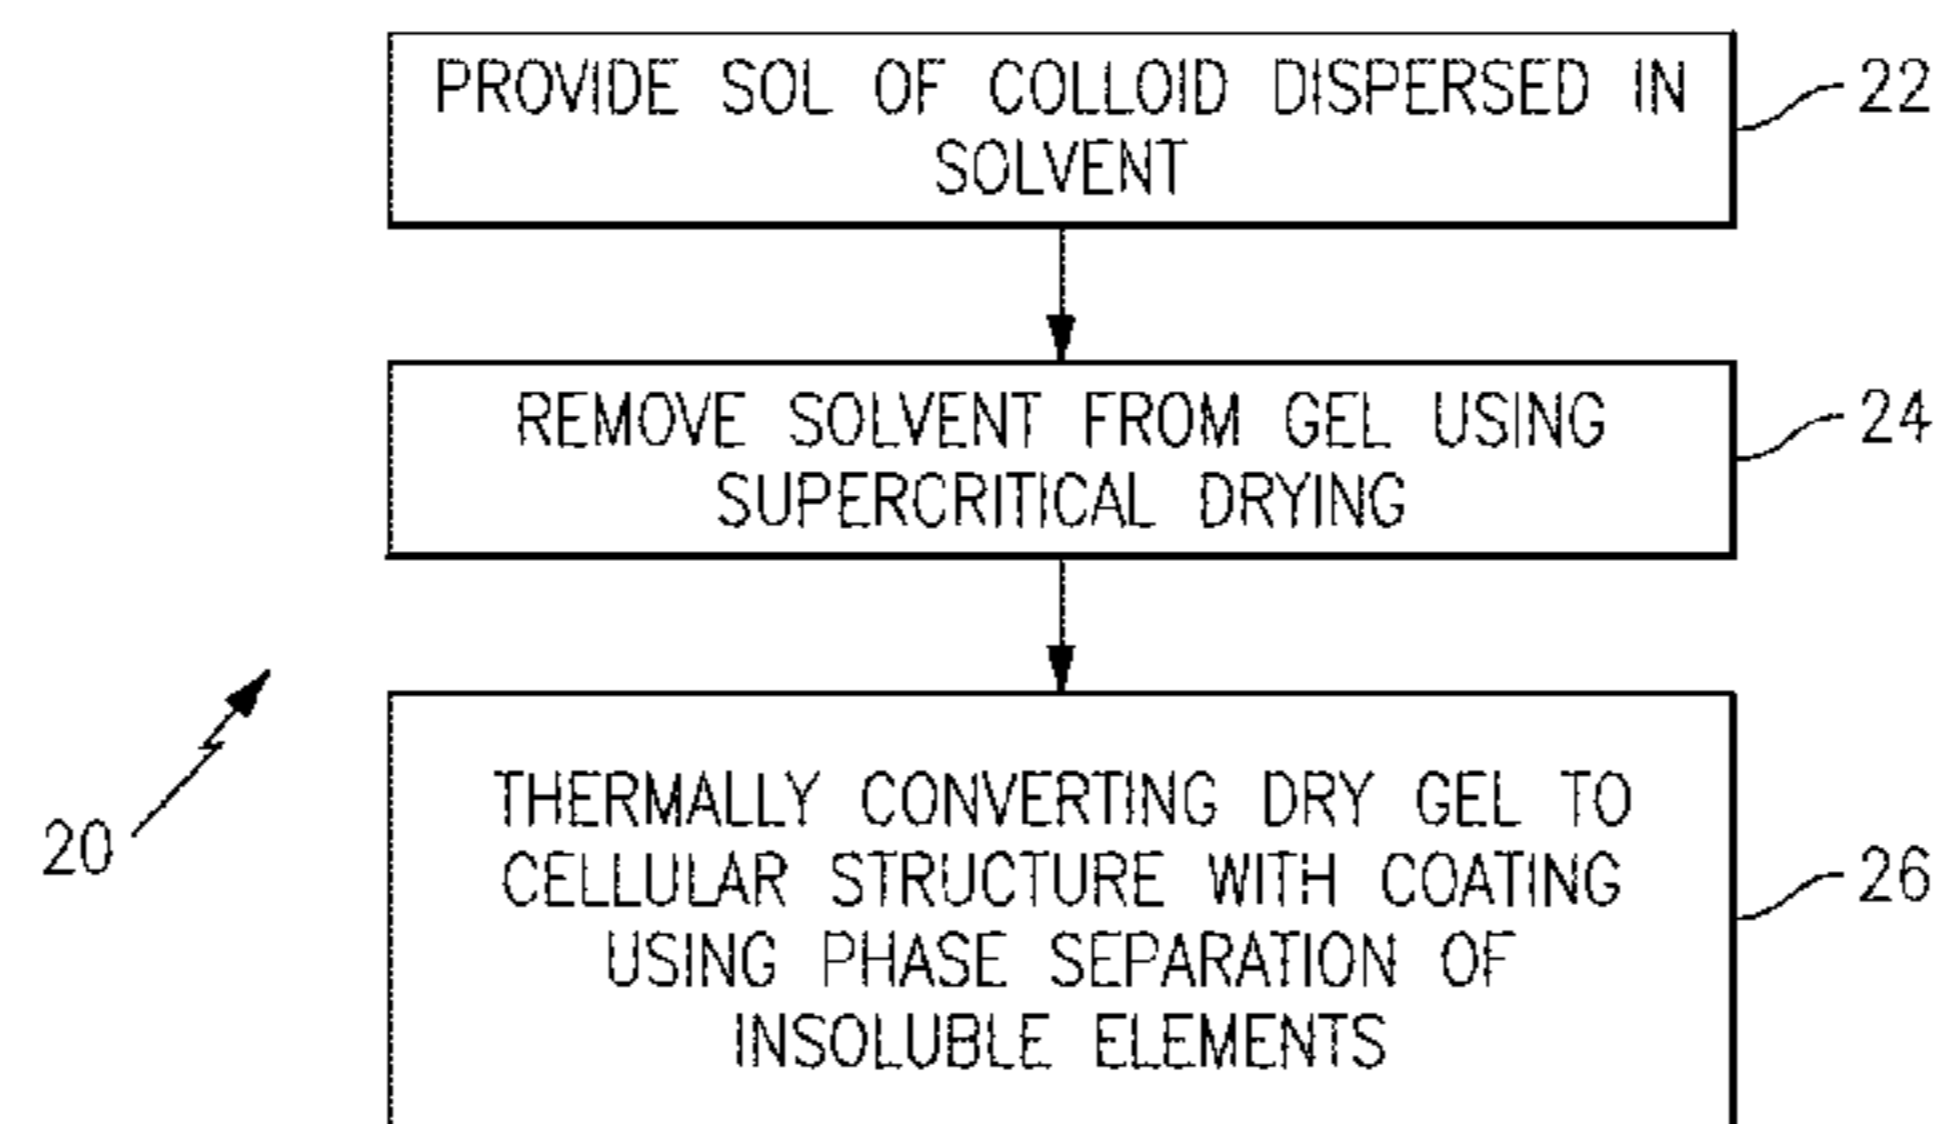 PROVIDE SOL OF COLLOID DISPERSED IN
SOLVENT
22
REMOVE SOLVENT FROM GEL USING
SUPERCRITICAL DRYING
24
THERMALLY CONVERTING DRY GEL TO
CELLULAR STRUCTURE WITH COATING
USING PHASE SEPARATION OF
INSOLUBLE ELEMENTS
26
20